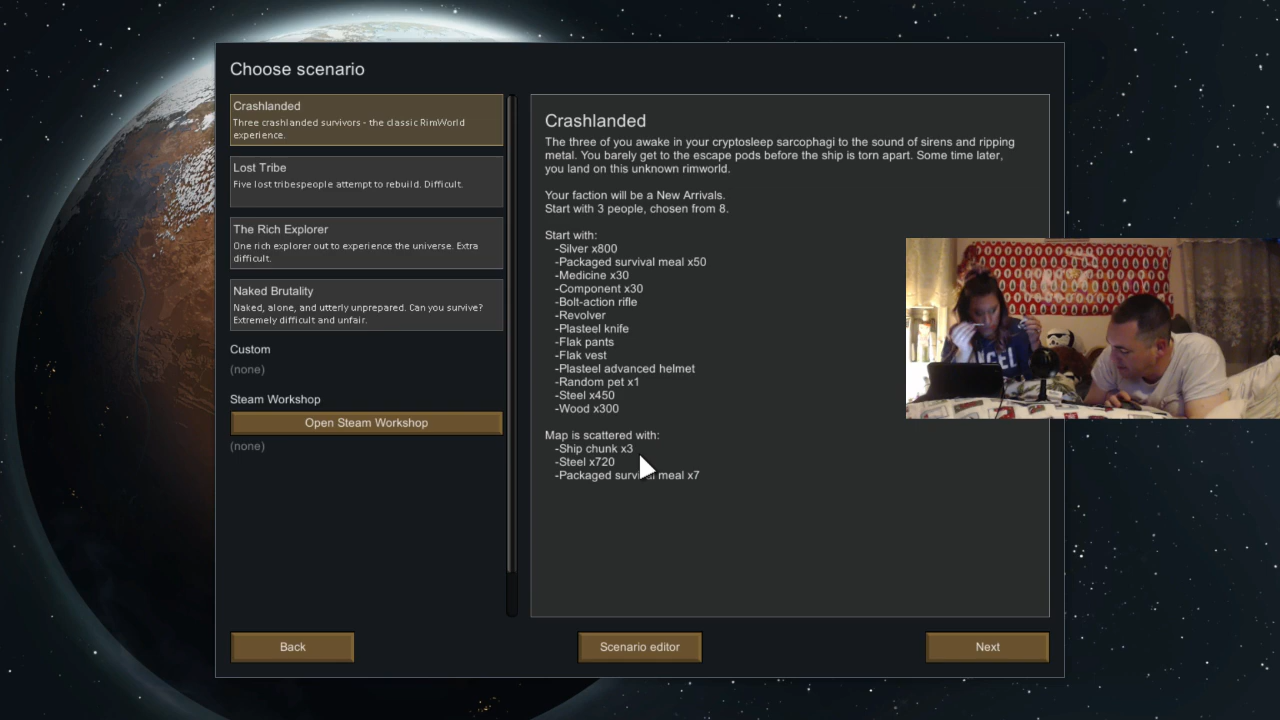 Choose scenario
Crashlanded
Three crashlanded survivors - the classic RimWorld
experience.
Lost Tribe
Five lost tribespeople attempt to rebuild. Difficult.
The Rich Explorer
One rich explorer out to experience the universe. Extra
difficult.
Naked Brutality
Naked, alone, and utterly unprepared. Can you survive?
Extremely difficult and unfair.
Custom
(none)
Steam Workshop
Open Steam Workshop
(none)
Crashlanded
The three of you awake in your cryptosleep sarcophagi to the sound of sirens and ripping
metal. You barely get to the escape pods before the ship is torn apart. Some time later,
you land on this unknown rimworld.
Your faction will be a New Arrivals.
Start with 3 people, chosen from 8.
Start with:
-Silver x800
-Packaged survival meal x50
-Medicine x30
-Component x30
-Bolt-action rifle
-Revolver
-Plasteel knife
-Flak pants
-Flak vest
-Plasteel advanced helmet
-Random pet x1
-Steel x450
-Wood x300
Map is scattered with:
-Ship chunk x3
-Steel x720
-Packaged survival meal x7
Back
Scenario editor
Next